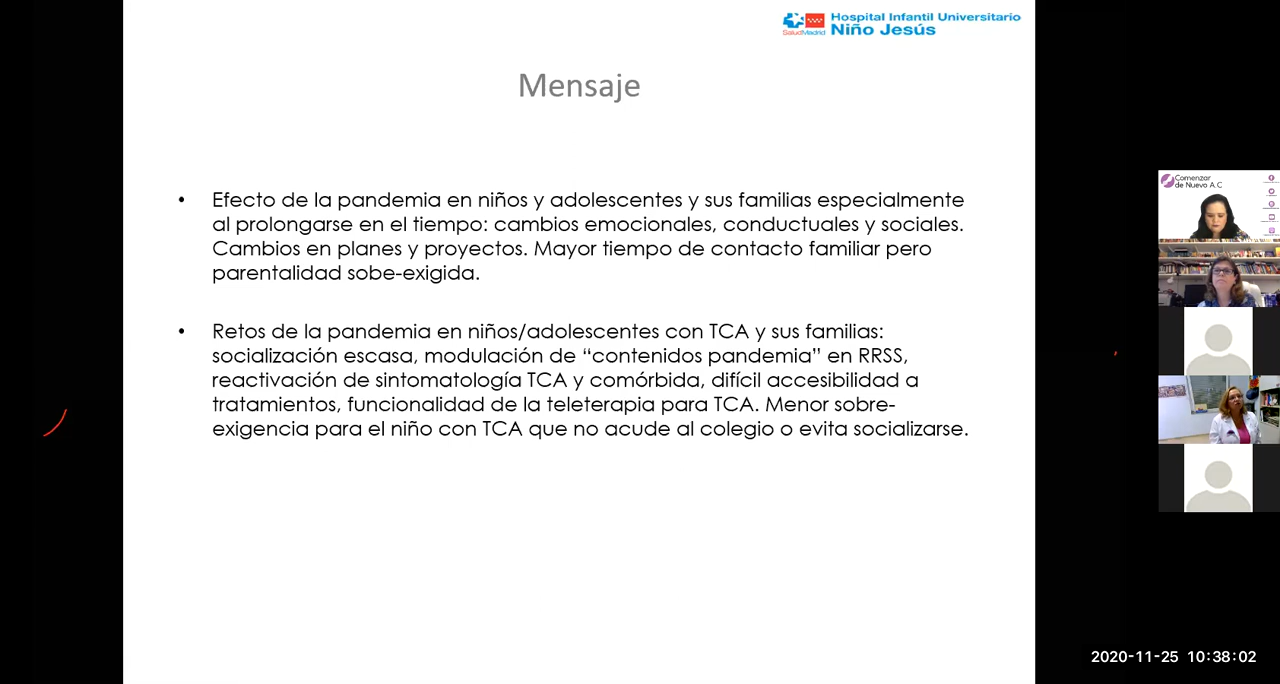 Hospital Infantil Universitario
Niño Jesús
SaludMadrid
Mensaje
• Efecto de la pandemia en niños y adolescentes y sus familias especialmente
al prolongarse en el tiempo: cambios emocionales, conductuales y sociales.
Cambios en planes y proyectos. Mayor tiempo de contacto familiar pero
parentalidad sobe-exigida.
• Retos de la pandemia en niños/adolescentes con TCA y sus familias:
socialización escasa, modulación de “contenidos pandemia” en RRSS,
reactivación de sintomatología TCA y comórbida, difícil accesibilidad a
tratamientos, funcionalidad de la teleterapia para TCA. Menor sobre-
exigencia para el niño con TCA que no acude al colegio o evita socializarse.
Comenzar
de Nuevo A.C
2020-11-25 10:38:02